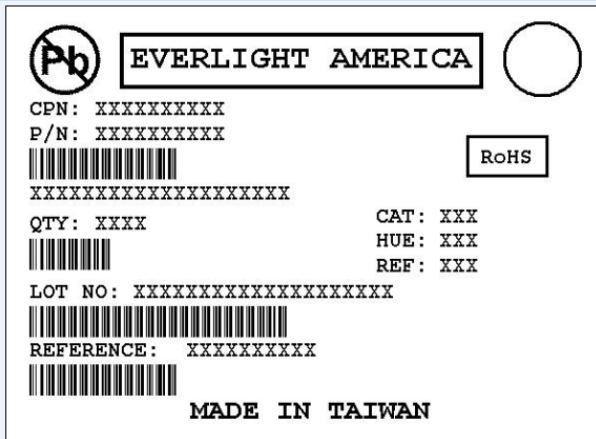 Pb EVERLIGHT AMERICA
CPN: XXXXXXXXXX
P/N: XXXXXXXXXX
RoHS
XXXXXXXXXXXXXXXXXXXX
QTY: XXXX
CAT: XXX
HUE: XXX
REF: XXX
LOT NO: XXXXXXXXXXXXXXXXXXXX
REFERENCE: XXXXXXXXXX
MADE IN TAIWAN